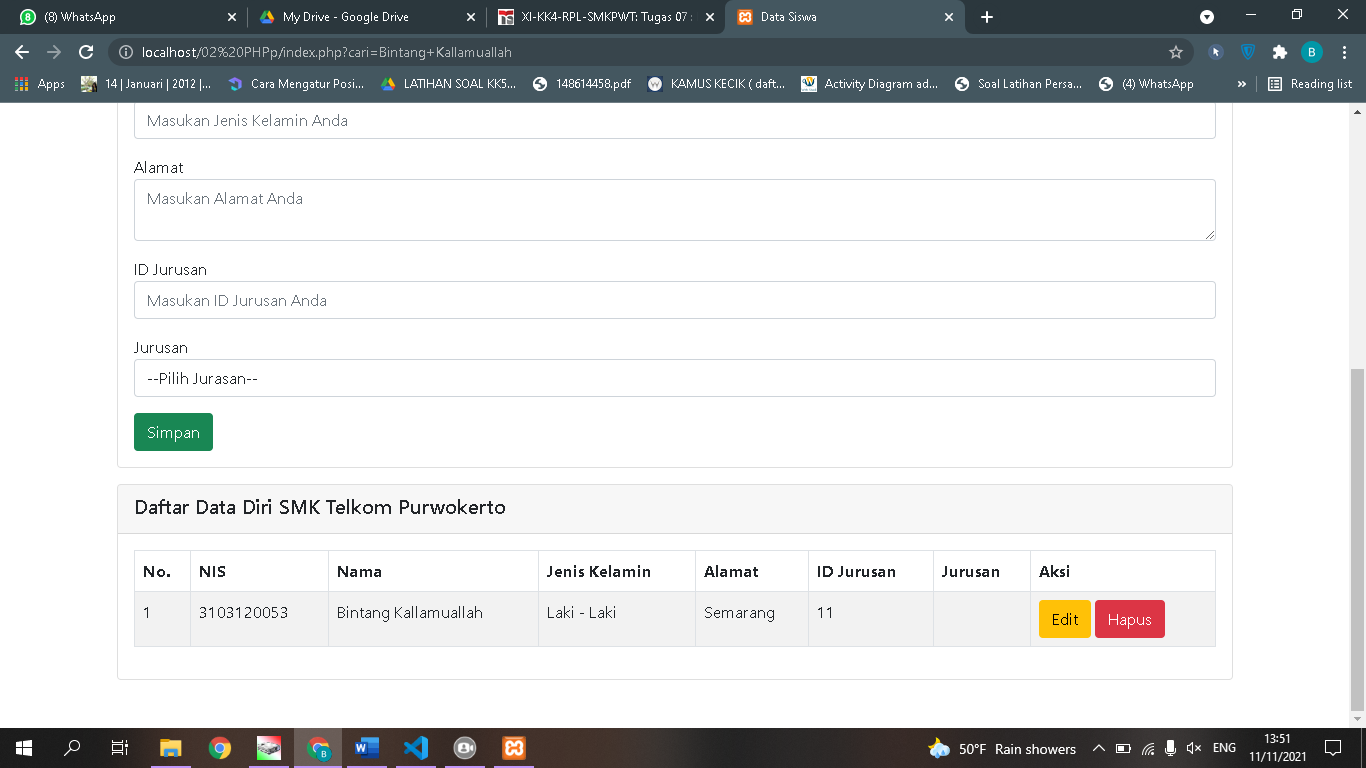 (8) WhatsApp
My Drive - Google Drive
XI-KK4-RPL-SMKPWT: Tugas 07
Data Siswa
localhost/02%20PHPp/index.php?cari=Bintang+Kallamuallah
B
Apps
14 | Januari | 2012 |...
Cara Mengatur Posi...
LATIHAN SOAL KK5...
148614458.pdf
KAMUS KECIK ( daft...
Activity Diagram ad...
Soal Latihan Persa...
(4) WhatsApp
»
Reading list
Masukan Jenis Kelamin Anda
Alamat
Masukan Alamat Anda
ID Jurusan
Masukan ID Jurusan Anda
Jurusan
--Pilih Jurasan--
Simpan
Daftar Data Diri SMK Telkom Purwokerto
No. NIS Nama Jenis Kelamin Alamat ID Jurusan Jurusan Aksi
1 3103120053 Bintang Kallamuallah Laki - Laki Semarang 11 Edit Hapus
50°F Rain showers
ENG
13:51
11/11/2021